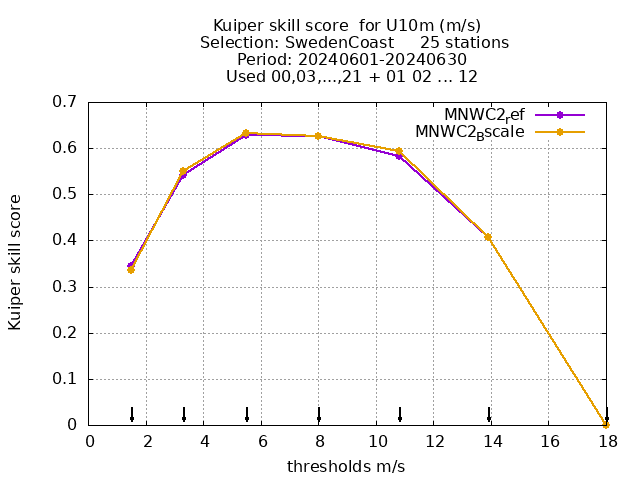 Kuiper skill score  for U10m (m/s)
Selection: SwedenCoast     25 stations
Period: 20240601-20240630
Used 00,03,...,21 + 01 02 ... 12
MNWC2_ref
MNWC2_Bscale
0.7
0.6
0.5
0.4
0.3
0.2
0.1
0
Kuiper skill score
0 2 4 6 8 10 12 14 16 18
thresholds m/s